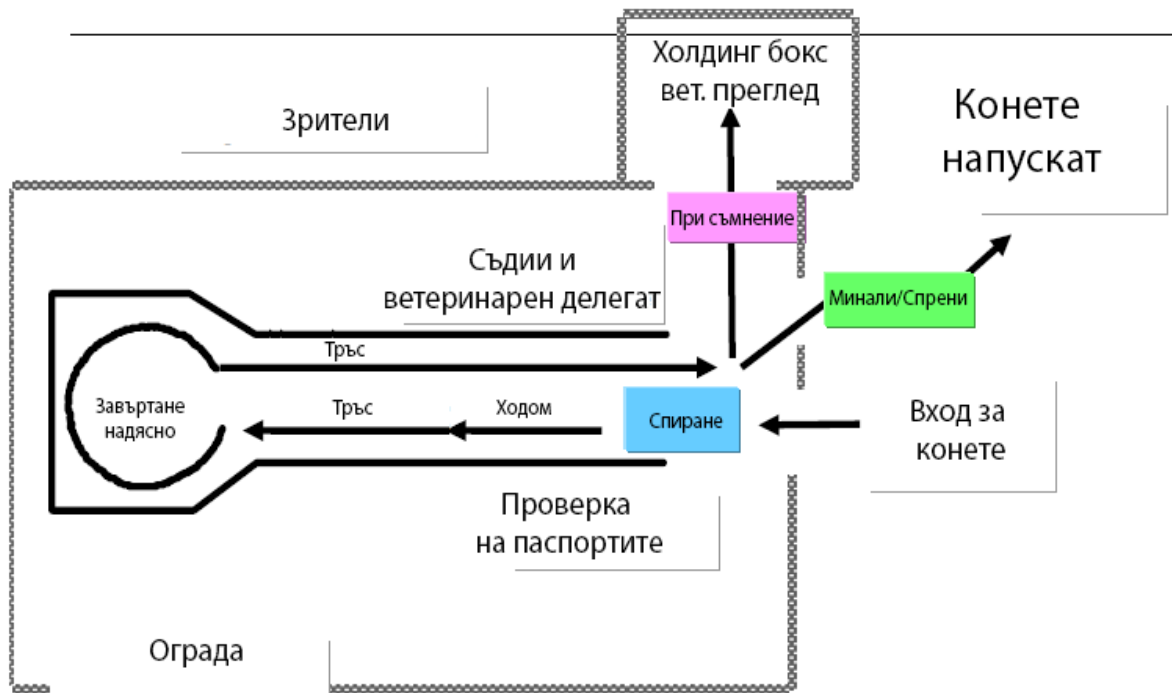 Холдинг бокс
вет. преглед
Зрители
Конете
напускат
При съмнение
Съдии и
ветеринарен делегат
Минали/Спрени
Тръс
Завъртане
надясно
Тръс
Ходом
Спиране
Вход за
конете
Проверка
на паспортите
Ограда